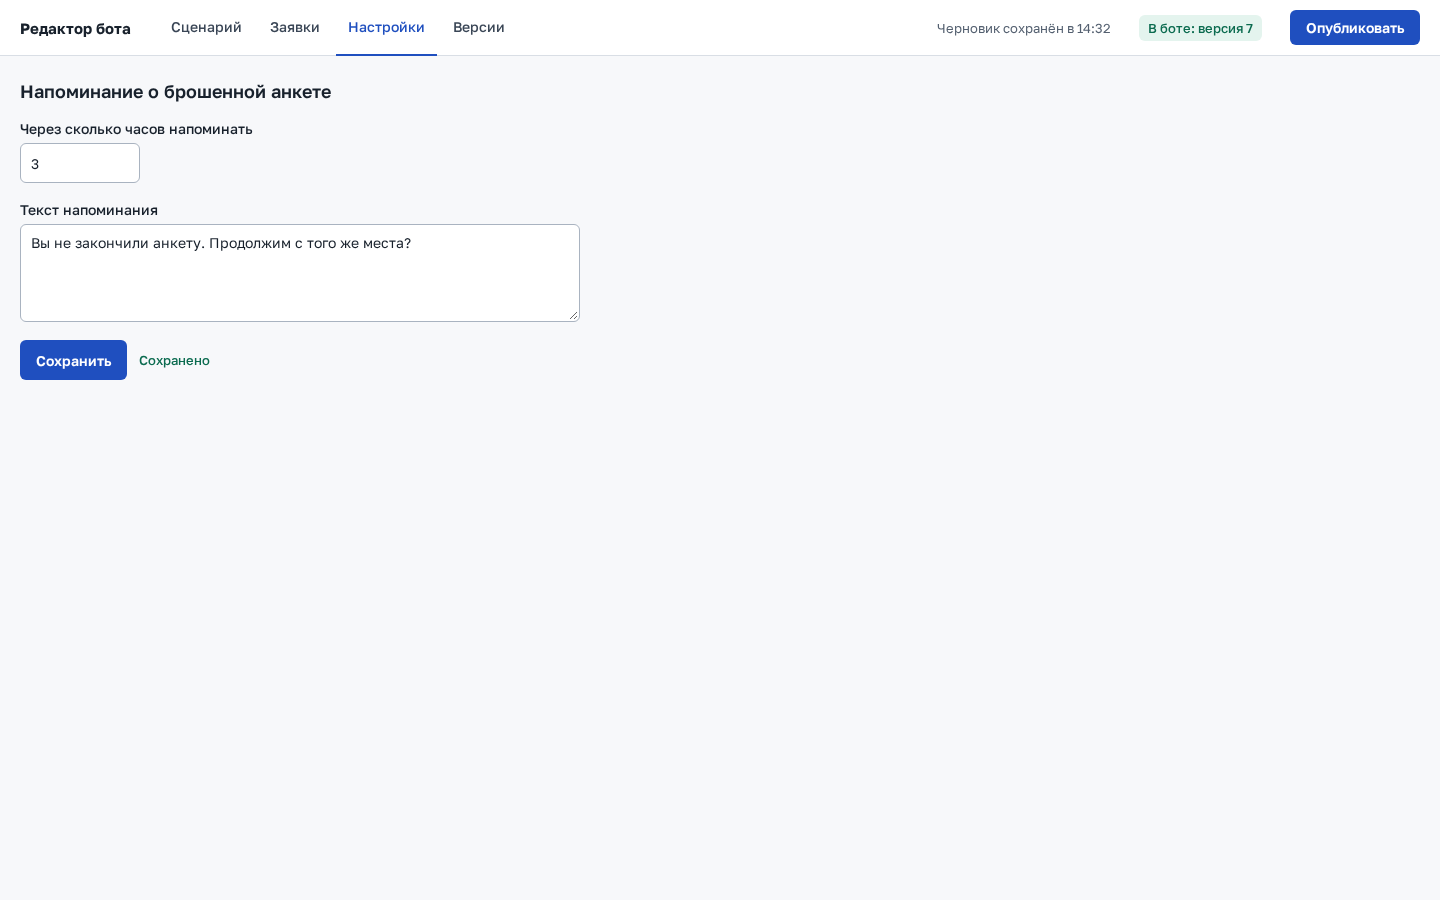 Редактор бота Сценарий Заявки Настройки Версии Черновик сохранён в 14:32 В боте: версия 7 Опубликовать
Напоминание о брошенной анкете
Через сколько часов напоминать
3
Текст напоминания
Вы не закончили анкету. Продолжим с того же места?
Сохранить Сохранено